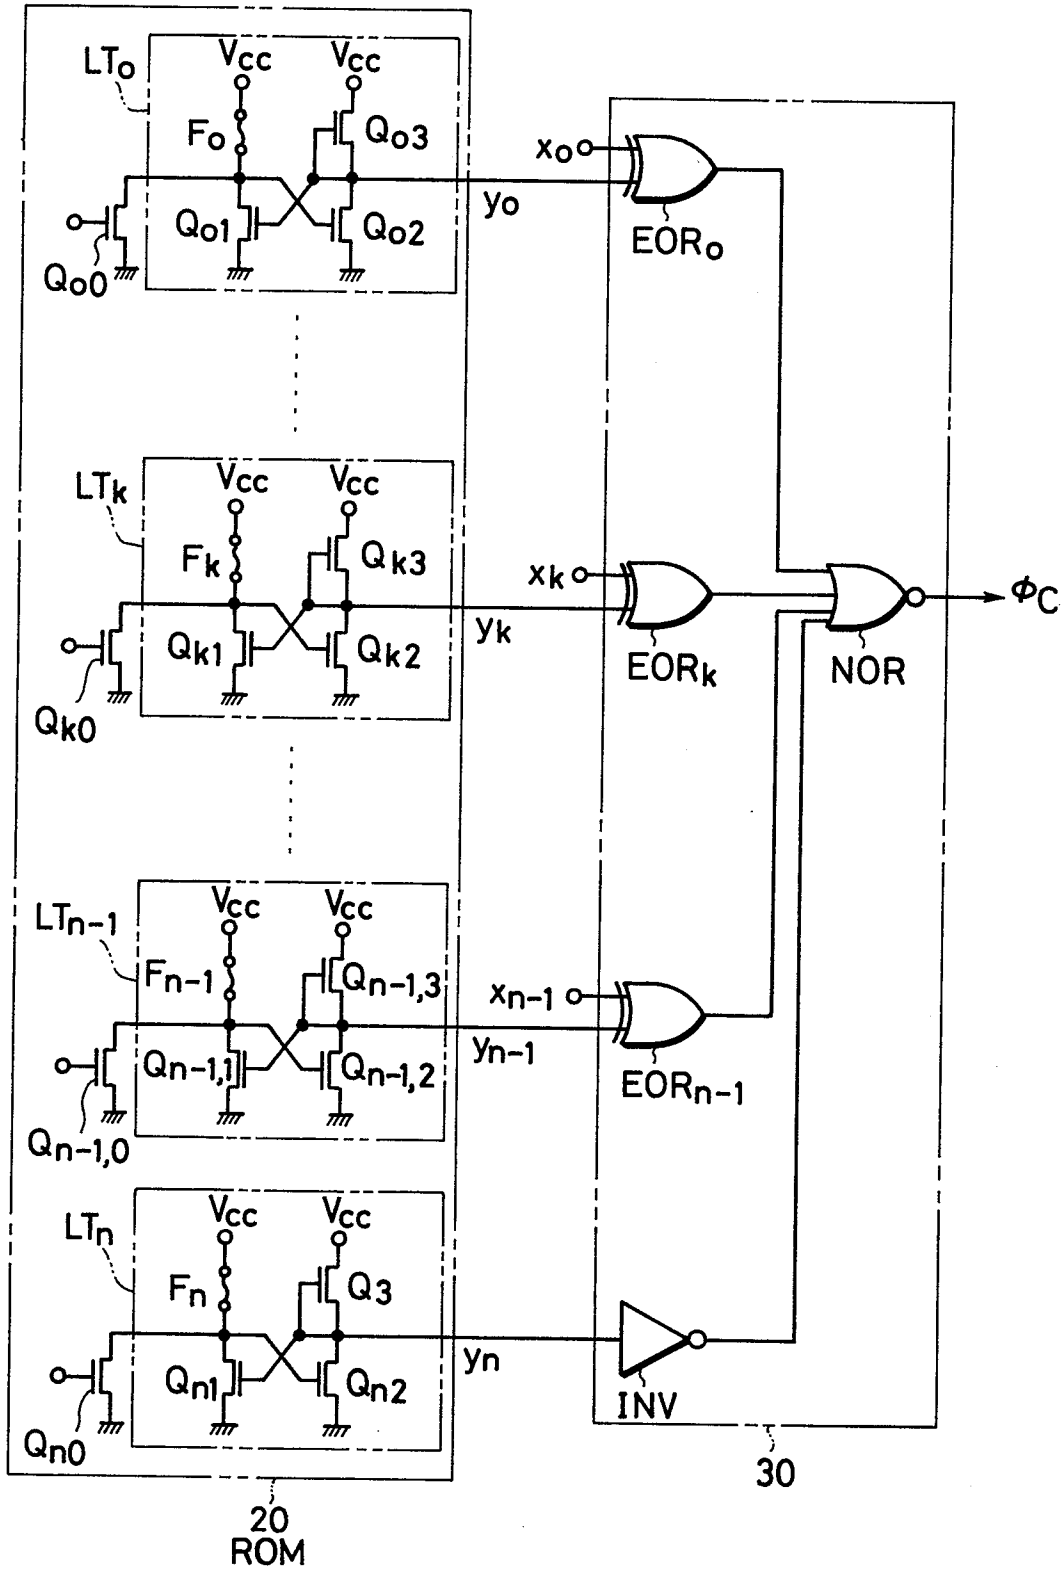 LTo
Vcc
Vcc
Fo
Qo3
Qo1
Qo2
Qo0
yo
xo
EORo
LTk
Vcc
Vcc
Fk
Qk3
Qk1
Qk2
Qk0
yk
xk
EORk
NOR
ΦC
LTn-1
Vcc
Vcc
Fn-1
Qn-1,3
Qn-1,1
Qn-1,2
Qn-1,0
yn-1
xn-1
EORn-1
LTn
Vcc
Vcc
Fn
Q3
Qn1
Qn2
Qn0
yn
INV
30
20
ROM